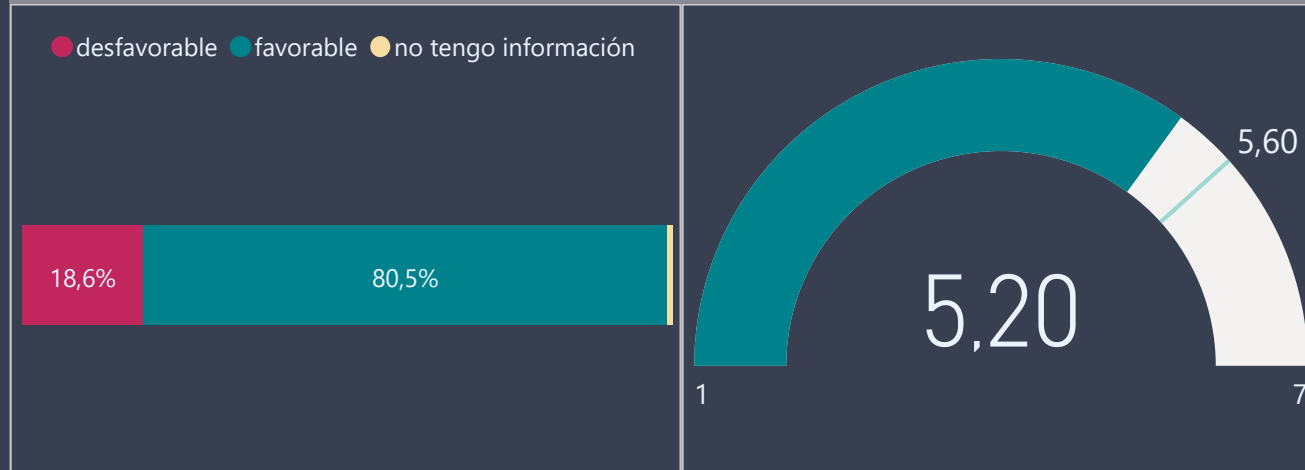 desfavorable favorable no tengo información
18,6% 80,5%
5,60
5,20
1 7